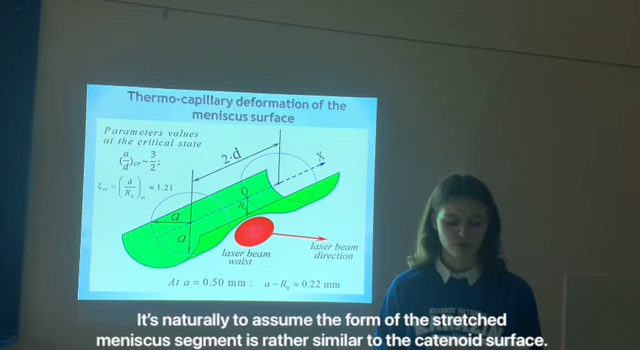 Thermo-capillary deformation of the
meniscus surface
Parameters values
at the critical state
(a/d)cr ~ 3/2;
ξcr = (d/R₀)cr ≈ 1.21
2·d
X
O
R₀
a
a
laser beam
waist
laser beam
direction
At a = 0.50 mm : a−R₀ ≈ 0.22 mm
It's naturally to assume the form of the stretched
meniscus segment is rather similar to the catenoid surface.